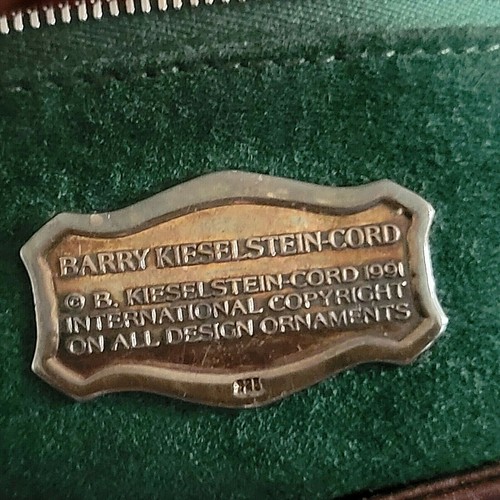 BARRY KIESELSTEIN-CORD
© B. KIESELSTEIN-CORD 1991
INTERNATIONAL COPYRIGHT
ON ALL DESIGN ORNAMENTS